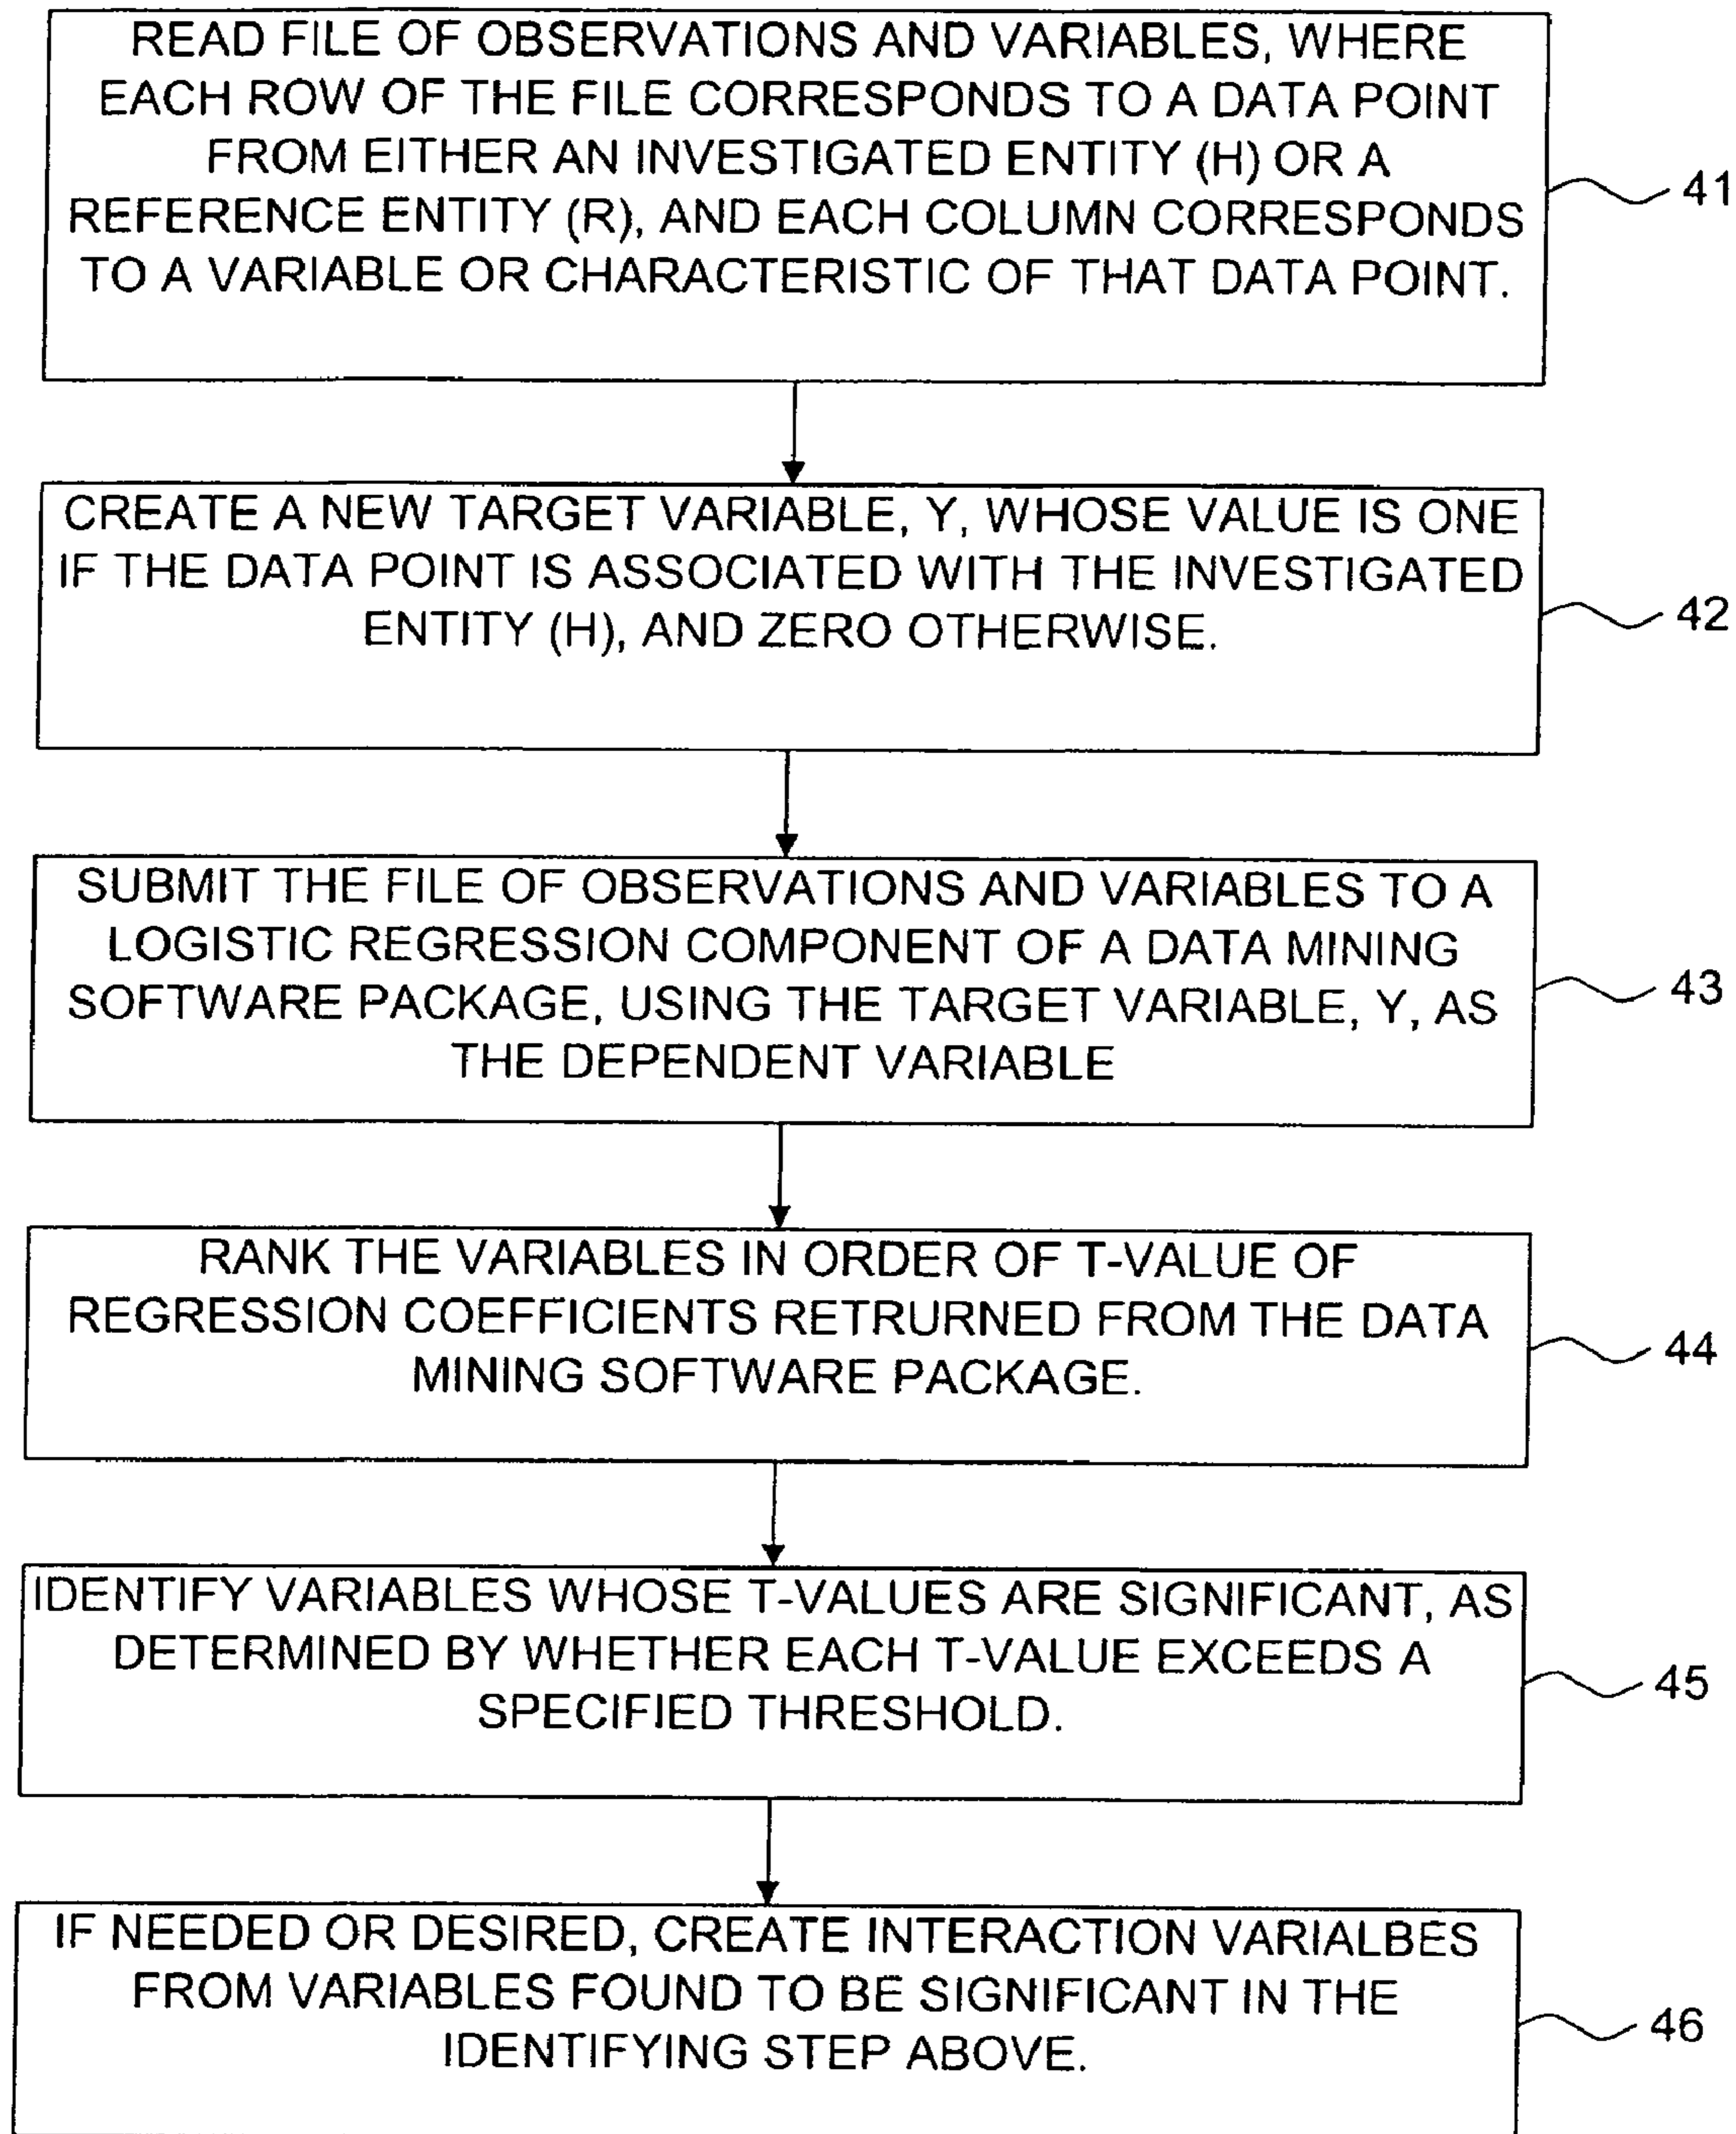 READ FILE OF OBSERVATIONS AND VARIABLES, WHERE
EACH ROW OF THE FILE CORRESPONDS TO A DATA POINT
FROM EITHER AN INVESTIGATED ENTITY (H) OR A
REFERENCE ENTITY (R), AND EACH COLUMN CORRESPONDS
TO A VARIABLE OR CHARACTERISTIC OF THAT DATA POINT.
41
CREATE A NEW TARGET VARIABLE, Y, WHOSE VALUE IS ONE
IF THE DATA POINT IS ASSOCIATED WITH THE INVESTIGATED
ENTITY (H), AND ZERO OTHERWISE.
42
SUBMIT THE FILE OF OBSERVATIONS AND VARIABLES TO A
LOGISTIC REGRESSION COMPONENT OF A DATA MINING
SOFTWARE PACKAGE, USING THE TARGET VARIABLE, Y, AS
THE DEPENDENT VARIABLE
43
RANK THE VARIABLES IN ORDER OF T-VALUE OF
REGRESSION COEFFICIENTS RETRURNED FROM THE DATA
MINING SOFTWARE PACKAGE.
44
IDENTIFY VARIABLES WHOSE T-VALUES ARE SIGNIFICANT, AS
DETERMINED BY WHETHER EACH T-VALUE EXCEEDS A
SPECIFIED THRESHOLD.
45
IF NEEDED OR DESIRED, CREATE INTERACTION VARIALBES
FROM VARIABLES FOUND TO BE SIGNIFICANT IN THE
IDENTIFYING STEP ABOVE.
46